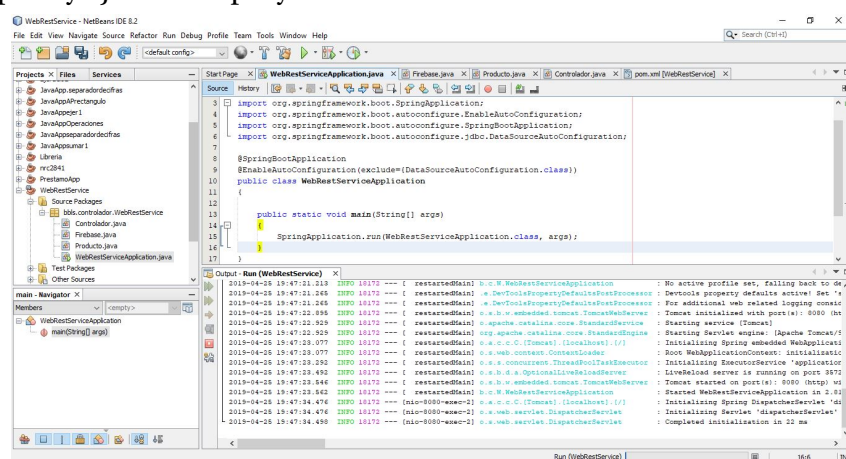 WebRestService - NetBeans IDE 8.2
Search (Ctrl+I)
File Edit View Navigate Source Refactor Run Debug Profile Team Tools Window Help
<default config>
Projects Files Services
JavaApp.separadordecifras
JavaAppAPrectangulo
JavaAppejer1
JavaAppOperaciones
JavaAppseparadordecifras
JavaAppsumar1
Libreria
nrc2841
PrestamoApp
WebRestService
Source Packages
bbls.controlador.WebRestService
Controlador.java
Firebase.java
Producto.java
WebRestServiceApplication.java
Test Packages
Other Sources
main - Navigator
Members <empty>
WebRestServiceApplication
main(String[] args)
Start Page WebRestServiceApplication.java Firebase.java Producto.java Controlador.java pom.xml [WebRestService]
Source History
3 import org.springframework.boot.SpringApplication;
4 import org.springframework.boot.autoconfigure.EnableAutoConfiguration;
5 import org.springframework.boot.autoconfigure.SpringBootApplication;
6 import org.springframework.boot.autoconfigure.jdbc.DataSourceAutoConfiguration;
7
8 @SpringBootApplication
9 @EnableAutoConfiguration(exclude={DataSourceAutoConfiguration.class})
10 public class WebRestServiceApplication
11 {
12
13 public static void main(String[] args)
14 {
15 SpringApplication.run(WebRestServiceApplication.class, args);
16 }
17 }
Output - Run (WebRestService)
2019-04-25 19:47:21.213 INFO 18172 --- [ restartedMain] b.c.W.WebRestServiceApplication : No active profile set, falling back to de
2019-04-25 19:47:21.265 INFO 18172 --- [ restartedMain] .e.DevToolsPropertyDefaultsPostProcessor : Devtools property defaults active! Set 's
2019-04-25 19:47:21.265 INFO 18172 --- [ restartedMain] .e.DevToolsPropertyDefaultsPostProcessor : For additional web related logging consid
2019-04-25 19:47:22.895 INFO 18172 --- [ restartedMain] o.s.b.w.embedded.tomcat.TomcatWebServer : Tomcat initialized with port(s): 8080 (ht
2019-04-25 19:47:22.929 INFO 18172 --- [ restartedMain] o.apache.catalina.core.StandardService : Starting service [Tomcat]
2019-04-25 19:47:22.929 INFO 18172 --- [ restartedMain] org.apache.catalina.core.StandardEngine : Starting Servlet engine: [Apache Tomcat/9
2019-04-25 19:47:23.077 INFO 18172 --- [ restartedMain] o.a.c.c.C.[Tomcat].[localhost].[/] : Initializing Spring embedded WebApplicati
2019-04-25 19:47:23.077 INFO 18172 --- [ restartedMain] o.s.web.context.ContextLoader : Root WebApplicationContext: initializatio
2019-04-25 19:47:23.292 INFO 18172 --- [ restartedMain] o.s.s.concurrent.ThreadPoolTaskExecutor : Initializing ExecutorService 'application
2019-04-25 19:47:23.492 INFO 18172 --- [ restartedMain] o.s.b.d.a.OptionalLiveReloadServer : LiveReload server is running on port 3572
2019-04-25 19:47:23.546 INFO 18172 --- [ restartedMain] o.s.b.w.embedded.tomcat.TomcatWebServer : Tomcat started on port(s): 8080 (http) wi
2019-04-25 19:47:23.562 INFO 18172 --- [ restartedMain] b.c.W.WebRestServiceApplication : Started WebRestServiceApplication in 2.81
2019-04-25 19:47:34.476 INFO 18172 --- [nio-8080-exec-2] o.a.c.c.C.[Tomcat].[localhost].[/] : Initializing Spring DispatcherServlet 'di
2019-04-25 19:47:34.476 INFO 18172 --- [nio-8080-exec-2] o.s.web.servlet.DispatcherServlet : Initializing Servlet 'dispatcherServlet'
2019-04-25 19:47:34.498 INFO 18172 --- [nio-8080-exec-2] o.s.web.servlet.DispatcherServlet : Completed initialization in 22 ms
Run (WebRestService) 16:6